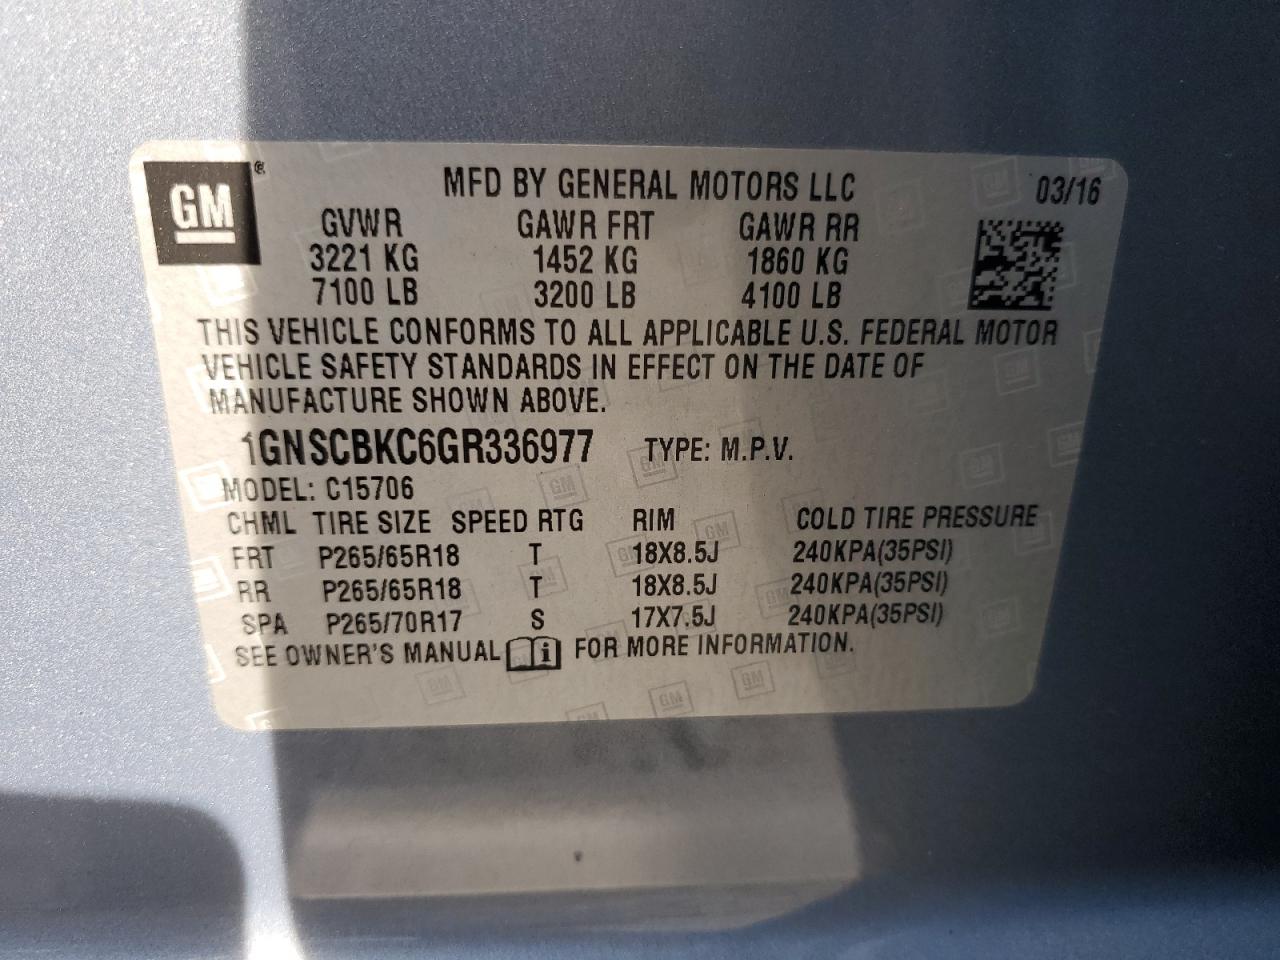 GM ®
MFD BY GENERAL MOTORS LLC 03/16
GVWR GAWR FRT GAWR RR
3221 KG 1452 KG 1860 KG
7100 LB 3200 LB 4100 LB
THIS VEHICLE CONFORMS TO ALL APPLICABLE U.S. FEDERAL MOTOR
VEHICLE SAFETY STANDARDS IN EFFECT ON THE DATE OF
MANUFACTURE SHOWN ABOVE.
1GNSCBKC6GR336977 TYPE: M.P.V.
MODEL: C15706
CHML TIRE SIZE SPEED RTG RIM COLD TIRE PRESSURE
FRT P265/65R18 T 18X8.5J 240KPA(35PSI)
RR P265/65R18 T 18X8.5J 240KPA(35PSI)
SPA P265/70R17 S 17X7.5J 240KPA(35PSI)
SEE OWNER'S MANUAL i FOR MORE INFORMATION.